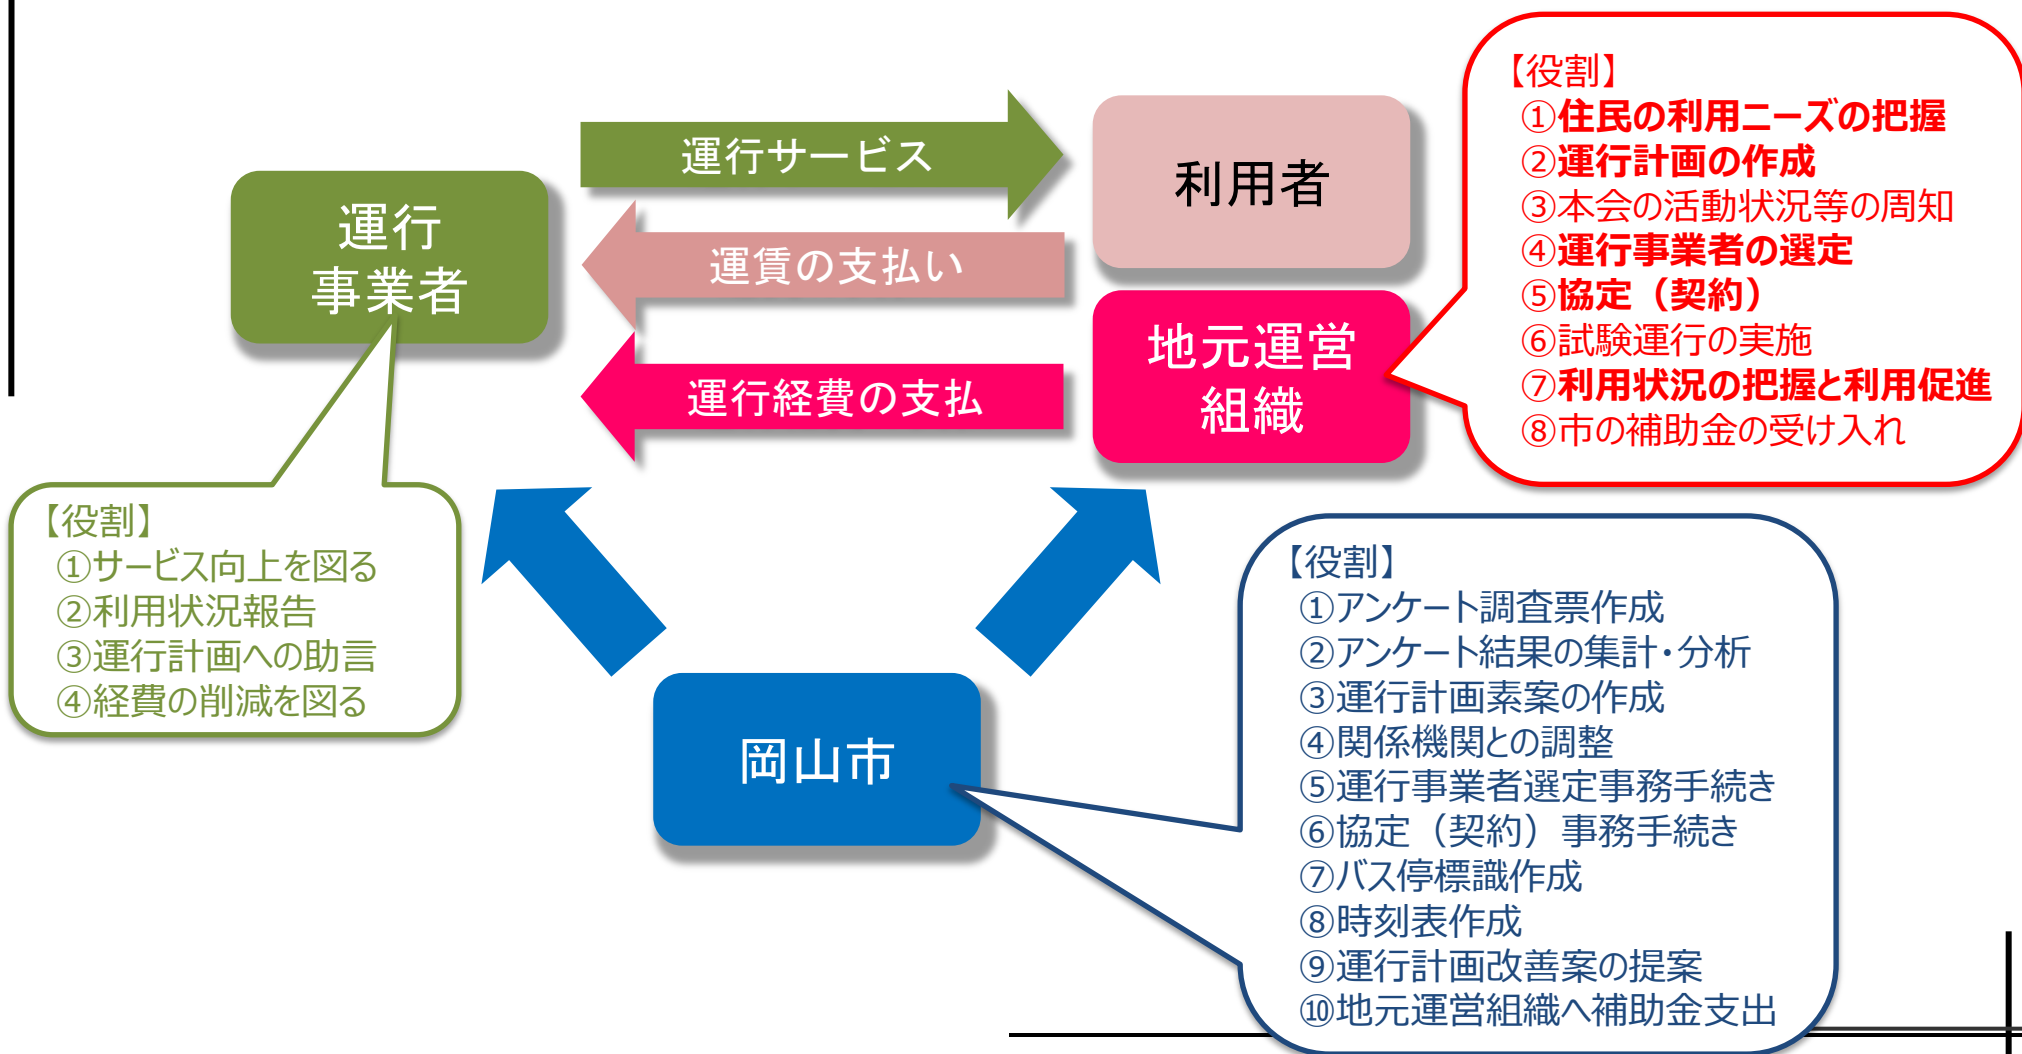 運行サービス
利用者
運行
事業者
運賃の支払い
地元運営
組織
運行経費の支払
【役割】
①住民の利用ニーズの把握
②運行計画の作成
③本会の活動状況等の周知
④運行事業者の選定
⑤協定（契約）
⑥試験運行の実施
⑦利用状況の把握と利用促進
⑧市の補助金の受け入れ
【役割】
①サービス向上を図る
②利用状況報告
③運行計画への助言
④経費の削減を図る
岡山市
【役割】
①アンケート調査票作成
②アンケート結果の集計・分析
③運行計画素案の作成
④関係機関との調整
⑤運行事業者選定事務手続き
⑥協定（契約）事務手続き
⑦バス停標識作成
⑧時刻表作成
⑨運行計画改善案の提案
⑩地元運営組織へ補助金支出